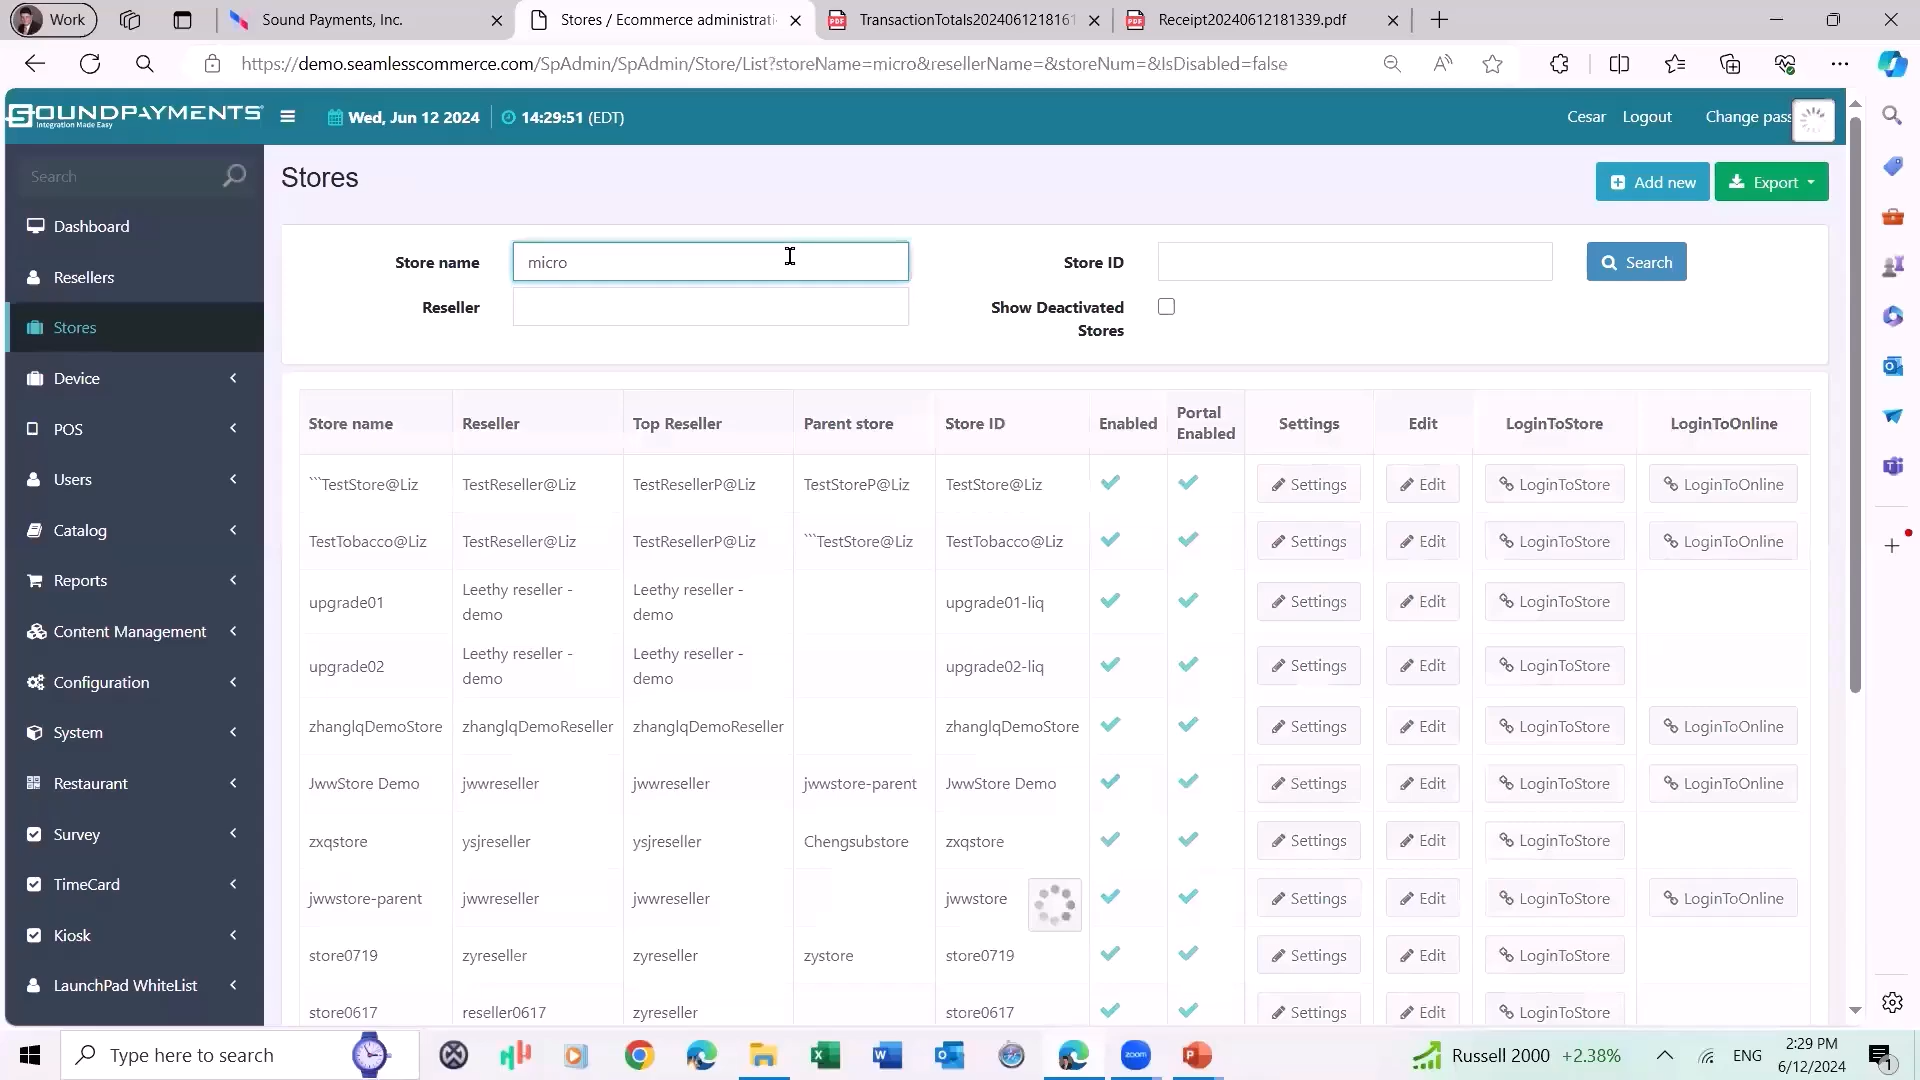 Work
Sound Payments, Inc.
Stores / Ecommerce administrati
TransactionTotals2024061218161
Receipt20240612181339.pdf
https://demo.seamlesscommerce.com/SpAdmin/SpAdmin/Store/List?storeName=micro&resellerName=&storeNum=&IsDisabled=false
SOUNDPAYMENTS®
Integration Made Easy
Wed, Jun 12 2024
14:29:51 (EDT)
Cesar
Logout
Change pass
Search
Dashboard
Resellers
Stores
Device
POS
Users
Catalog
Reports
Content Management
Configuration
System
Restaurant
Survey
TimeCard
Kiosk
LaunchPad WhiteList
Stores
Add new
Export
Store name
micro
Store ID
Search
Reseller
Show Deactivated
Stores
Store name Reseller Top Reseller Parent store Store ID Enabled Portal Enabled Settings Edit LoginToStore LoginToOnline
```TestStore@Liz TestReseller@Liz TestResellerP@Liz TestStoreP@Liz TestStore@Liz Settings Edit LoginToStore LoginToOnline
TestTobacco@Liz TestReseller@Liz TestResellerP@Liz ```TestStore@Liz TestTobacco@Liz Settings Edit LoginToStore LoginToOnline
upgrade01 Leethy reseller - demo Leethy reseller - demo upgrade01-liq Settings Edit LoginToStore
upgrade02 Leethy reseller - demo Leethy reseller - demo upgrade02-liq Settings Edit LoginToStore
zhanglqDemoStore zhanglqDemoReseller zhanglqDemoReseller zhanglqDemoStore Settings Edit LoginToStore LoginToOnline
JwwStore Demo jwwreseller jwwreseller jwwstore-parent JwwStore Demo Settings Edit LoginToStore LoginToOnline
zxqstore ysjreseller ysjreseller Chengsubstore zxqstore Settings Edit LoginToStore
jwwstore-parent jwwreseller jwwreseller jwwstore Settings Edit LoginToStore LoginToOnline
store0719 zyreseller zyreseller zystore store0719 Settings Edit LoginToStore
store0617 reseller0617 zyreseller store0617 Settings Edit LoginToStore
Type here to search
zoom
Russell 2000 +2.38%
ENG
2:29 PM
6/12/2024
1